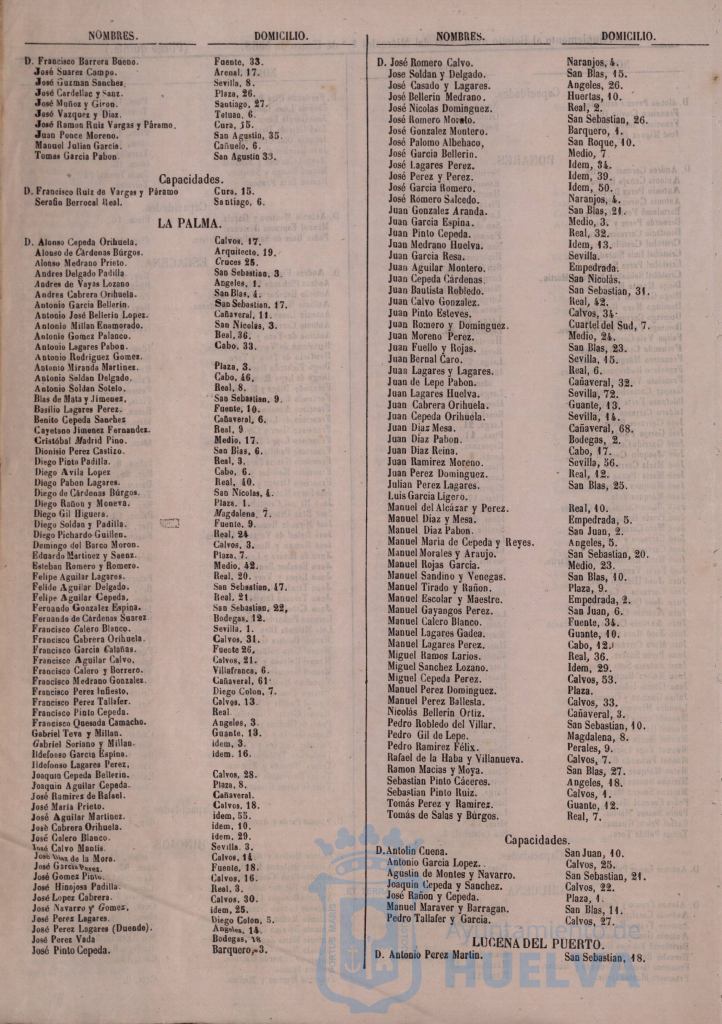 NOMBRES. DOMICILIO.
D. Francisco Barrera Bueno. Fuente, 33.
José Suarez Campo. Arenal, 17.
José Guzman Sanchez. Sevilla, 8.
José Cardellac y Sanz. Plaza, 26.
José Muñoz y Giron. Santiago, 27.
José Vazquez y Diaz. Tetuan, 6.
José Ramon Ruiz Vargas y Páramo. Cura, 15.
Juan Ponce Moreno. San Agustin, 35.
Manuel Julian Garcia. Cañuelo, 6.
Tomas Garcia Pabon. San Agustin 33.
Capacidades.
D. Francisco Ruiz de Vargas y Páramo Cura, 15.
Serafin Berrocal Real. Santiago, 6.
LA PALMA.
D. Alonso Cepeda Orihuela. Calvos, 17.
Alonso de Cárdenas Búrgos. Arquitecto, 19.
Alonso Medrano Prieto. Cruces 25.
Andres Delgado Padilla. San Sebastian, 3.
Andres de Vayas Lozano Angeles, 1.
Andres Cabrera Orihuela. San Blas, 4.
Antonio Garcia Bellerin. San Sebastian, 17.
Antonio José Bellerin Lopez. Cañaveral, 11.
Antonio Millan Enamorado. San Nicolas, 3.
Antonio Gomez Palanco. Real, 36.
Antonio Lagares Pabon. Cabo, 33.
Antonio Rodriguez Gomez.
Antonio Miranda Martinez. Plaza, 3.
Antonio Soldan Delgado. Cabo, 46.
Antonio Soldan Sotelo. Real, 8.
Blas de Mata y Jimenez. San Sebastian, 9.
Basilio Lagares Perez. Fuente, 10.
Benito Cepeda Sanchez Cañaveral, 6.
Cayetano Jimenez Fernandez. Real, 9
Cristóbal Madrid Pino. Medio, 17.
Dionisio Perez Castizo. San Blas, 6.
Diego Pinto Padilla. Real, 3.
Diego Avila Lopez Cabo, 6.
Diego Pabon Lagares. Real, 40.
Diego de Cárdenas Búrgos. San Nicolas, 4.
Diego Rañon y Moneva. Plaza, 1.
Diego Gil Higuera. Magdalena, 7.
Diego Soldan y Padilla. Fuente, 9.
Diego Pichardo Guillen. Real, 24
Domingo del Barco Moron. Calvos, 3.
Eduardo Martinez y Saenz. Plaza, 7.
Esteban Romero y Romero. Medio, 42.
Felipe Aguilar Lagares. Real, 20.
Felide Aguilar Delgado. San Sebastian, 47.
Felipe Aguilar Cepeda. Real, 21.
Fernando Gonzalez Espina. San Sebastian, 22,
Fernando de Cárdenas Suarez Bodegas, 12.
Francisco Calero Blanco. Sevilla, 1.
Francisco Cabrera Orihuela. Calvos, 31.
Francisco Garcia Calañas. Fuente 26,
Francisco Aguilar Calvo. Calvos, 21.
Francisco Calero y Borrero. Villafranca, 6.
Francisco Medrano Gonzalez. Cañaveral, 61
Francisco Perez Infiesto. Diego Colon, 7.
Francisco Perez Tallafer. Calvos, 13.
Francisco Pinto Cepeda. Real.
Francisco Quesada Camacho. Angeles, 3.
Gabriel Teva y Millan. Guante, 13.
Gabriel Soriano y Millan. idem, 3.
Ildefonso Garcia Espino. idem. 16.
Ildefonso Lagares Perez.
Joaquin Cepeda Bellerin. Calvos, 28.
Joaquin Aguilar Cepeda. Plaza, 8.
José Ramirez de Rafael. Cañaveral.
José Maria Prieto. Calvos, 18.
José Aguilar Martinez. idem, 55.
José Cabrera Orihuela. idem, 10.
José Calero Blanco. idem, 29.
José Calvo Mantis. Sevilla. 3.
José Diaz de la Mora. Calvos, 14
José Garcia Perez. Fuente, 18.
José Gomez Pinto. Calvos, 16.
José Hinojosa Padilla. Real, 3.
José Lopez Cabrera. Calvos, 30.
José Navarro y Gomez. idem, 25.
José Perez Lagares. Diego Colon, 5.
José Perez Lagares (Duende). Angeles, 14.
José Perez Vada Bodegas, 18
José Pinto Cepeda. Barquero, 3.
NOMBRES. DOMICILIO.
D. José Romero Calvo. Naranjos, 4.
Jose Soldan y Delgado. San Blas, 15.
José Casado y Lagares. Angeles, 26.
José Bellerin Medrano. Huertas, 10.
José Nicolas Dominguez. Real, 2.
José Romero Morato. San Sebastian, 26.
José Gonzalez Montero. Barquero, 1.
José Palomo Albehaco, San Roque, 10.
José Garcia Bellerin. Medio, 7
José Lagares Perez. Idem, 34.
José Perez y Perez. Idem, 39.
José Garcia Romero. Idem, 50.
José Romero Salcedo. Naranjos, 4.
Juan Gonzalez Aranda. San Blas, 21.
Juan Garcia Espina. Medio, 3.
Juan Pinto Cepeda. Real, 32.
Juan Medrano Huelva. Idem, 13.
Juan Garcia Resa. Sevilla.
Juan Aguilar Montero. Empedrada.
Juan Cepeda Cárdenas. San Nicolás.
Juan Bautista Robledo. San Sebastian, 31.
Juan Calvo Gonzalez. Real, 42.
Juan Pinto Esteves. Calvos, 34.
Juan Romero y Dominguez. Cuartel del Sud, 7.
Juan Moreno Perez. Medio, 24.
Juan Fuello y Rojas. San Blas, 23.
Juan Bernal Caro. Sevilla, 15.
Juan Lagares y Lagares. Real, 6.
Juan de Lepe Pabon. Cañaveral, 32.
Juan Lagares Huelva. Sevilla, 72.
Juan Cabrera Orihuela. Guante, 13.
Juan Cepeda Orihuela. Sevilla, 14.
Juan Diaz Mesa. Cañaveral, 68.
Juan Diaz Pabon. Bodegas, 2.
Juan Diaz Reina. Cabo, 17.
Juan Ramirez Moreno. Sevilla, 56.
Juan Perez Dominguez. Real, 12.
Julian Perez Lagares. San Blas, 25.
Luis Garcia Ligero.
Manuel del Alcázar y Perez. Real, 10.
Manuel Diaz y Mesa. Empedrada, 5.
Manuel Diaz Pabon. San Juan, 2.
Manuel Maria de Cepeda y Reyes. Angeles, 5.
Manuel Morales y Araujo. San Sebastian, 20.
Manuel Rojas Garcia. Medio, 23.
Manuel Sandino y Venegas. San Blas, 10.
Manuel Tirado y Rañon. Plaza, 9.
Manuel Escolar y Maestro. Empedrada, 2.
Manuel Gayangos Perez. San Juan, 6.
Manuel Calero Blanco. Fuente, 34.
Manuel Lagares Gadea. Guante, 10.
Manuel Lagares Perez. Cabo, 12.
Miguel Ramos Larios. Real, 36.
Miguel Sanchez Lozano. Idem, 29.
Miguel Cepeda Perez. Calvos, 53.
Manuel Perez Dominguez. Plaza.
Manuel Perez Ballesta. Calvos, 33.
Nicolás Bellerin Ortiz. Cañaveral, 3.
Pedro Robledo del Villar. San Sebastian, 10.
Pedro Gil de Lepe. Magdalena, 8.
Pedro Ramirez Félix. Perales, 9.
Rafael de la Haba y Villanueva. Calvos, 7.
Ramon Macias y Moya. San Blas, 27.
Sebastian Pinto Cáceres. Angeles, 18.
Sebastian Pinto Ruiz. Calvos, 1.
Tomás Perez y Ramirez. Guante, 12.
Tomás de Salas y Búrgos. Real, 7.
Capacidades.
D. Antolin Cuena. San Juan, 10.
Antonio Garcia Lopez. Calvos, 25.
Agustin de Montes y Navarro. San Sebastian, 21.
Joaquin Cepeda y Sanchez. Calvos, 22.
José Rañon y Cepeda. Plaza, 1.
Manuel Maraver y Barragan. San Blas, 11.
Pedro Tallafer y Garcia. Calvos, 27.
LUCENA DEL PUERTO.
D. Antonio Perez Martin. San Sebastian, 18.
Ayuntamiento de
HUELVA